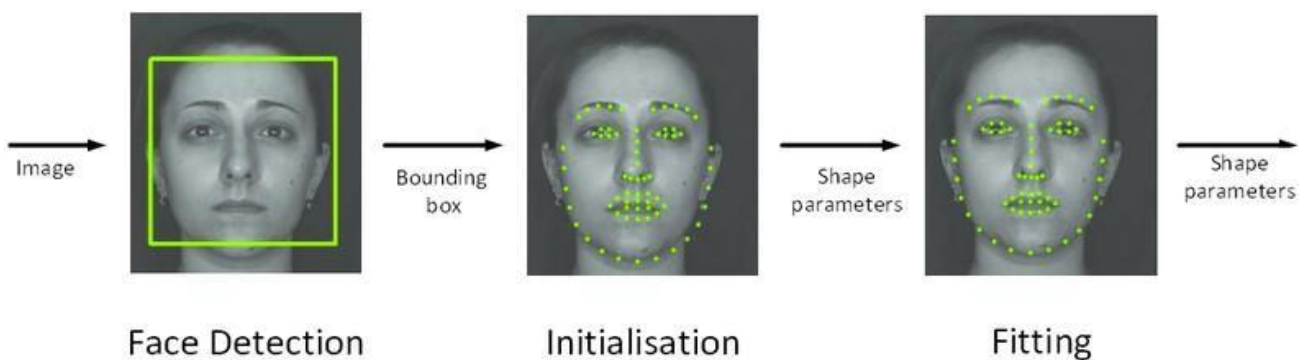 Image
Bounding
box
Shape
parameters
Shape
parameters
Face Detection
Initialisation
Fitting